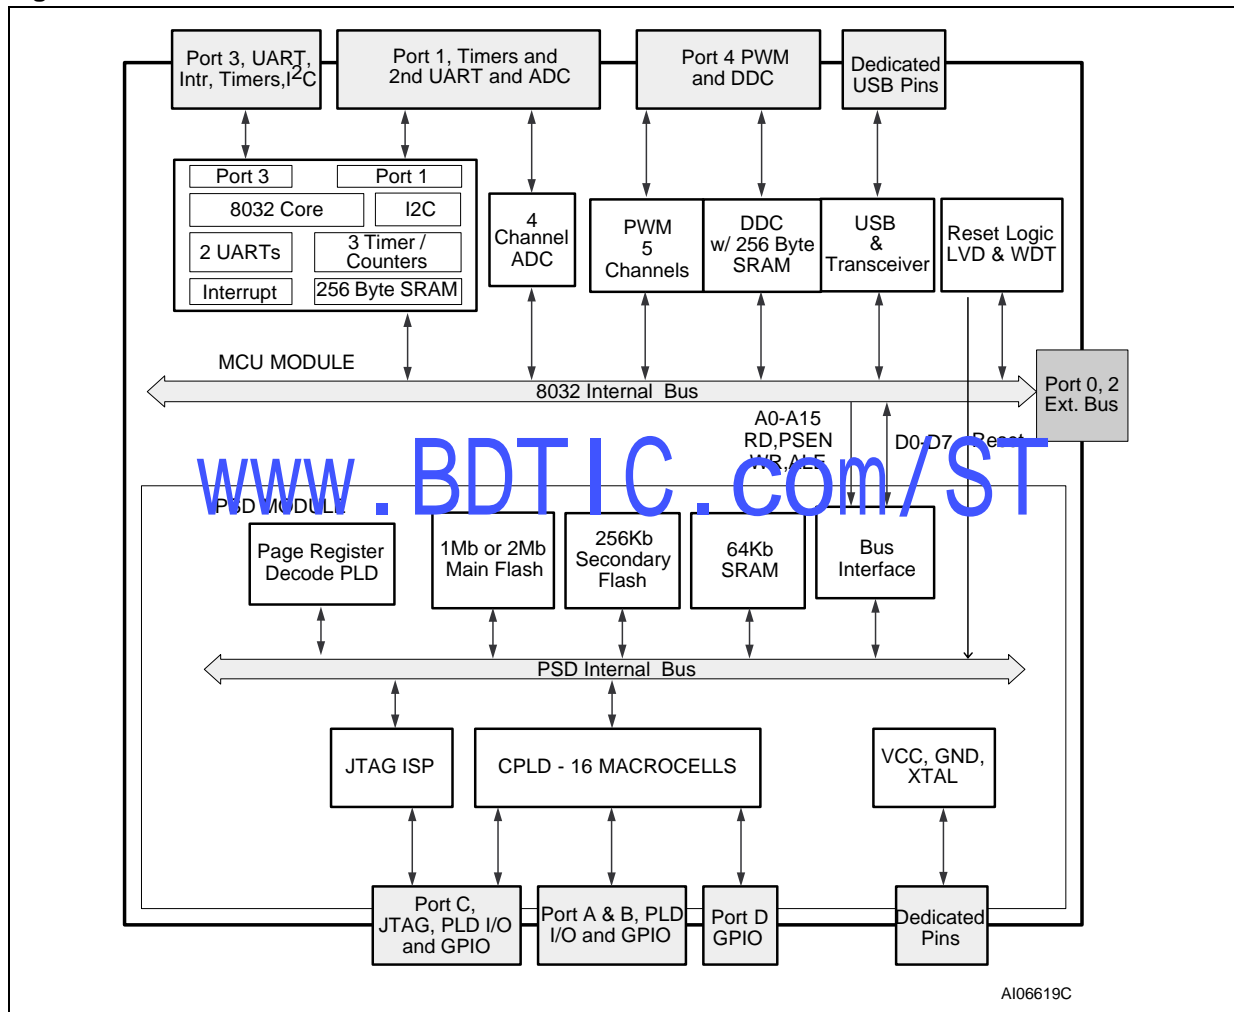 Port 3, UART,
Intr, Timers,I2C
Port 1, Timers and
2nd UART and ADC
Port 4 PWM
and DDC
Dedicated
USB Pins
Port 3
Port 1
8032 Core
I2C
2 UARTs
3 Timer /
Counters
Interrupt
256 Byte SRAM
4
Channel
ADC
PWM
5
Channels
DDC
w/ 256 Byte
SRAM
USB
&
Transceiver
Reset Logic
LVD & WDT
MCU MODULE
8032 Internal Bus
Port 0, 2
Ext. Bus
A0-A15
RD,PSEN
WR,ALE
D0-D7
Reset
www.BDTIC.com/ST
PSD MODULE
Page Register
Decode PLD
1Mb or 2Mb
Main Flash
256Kb
Secondary
Flash
64Kb
SRAM
Bus
Interface
PSD Internal Bus
JTAG ISP
CPLD - 16 MACROCELLS
VCC, GND,
XTAL
Port C,
JTAG, PLD I/O
and GPIO
Port A & B, PLD
I/O and GPIO
Port D
GPIO
Dedicated
Pins
AI06619C